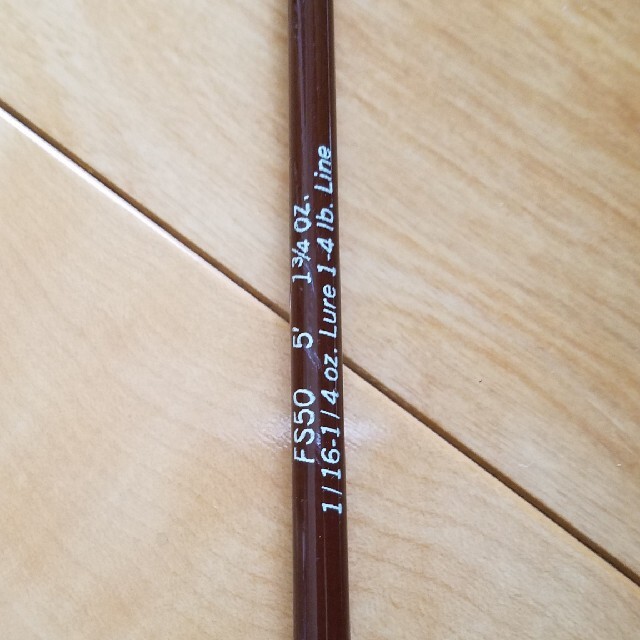 FS50 5' 1¾ OZ.
1/16-1/4 oz. Lure 1-4 lb. Line